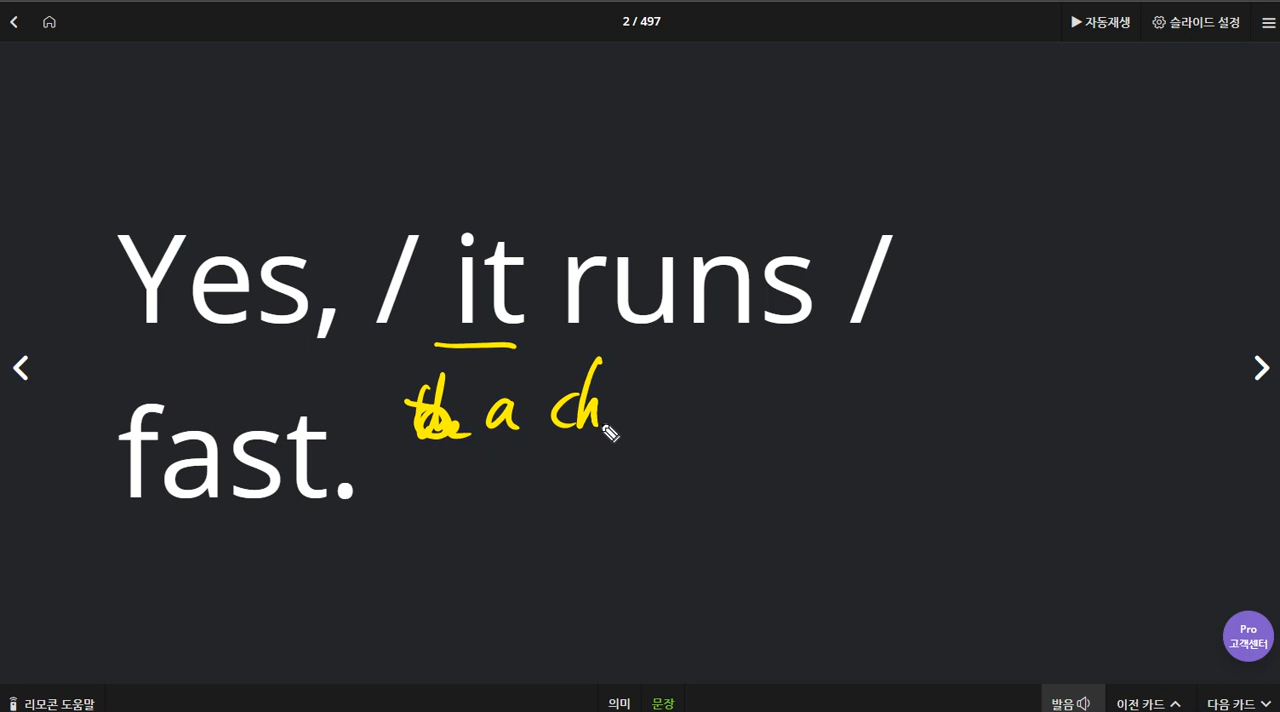 2 / 497
자동재생
슬라이드 설정
Yes, / it runs /
a ch
fast.
Pro
고객센터
리모콘 도움말
의미
문장
발음
이전 카드
다음 카드